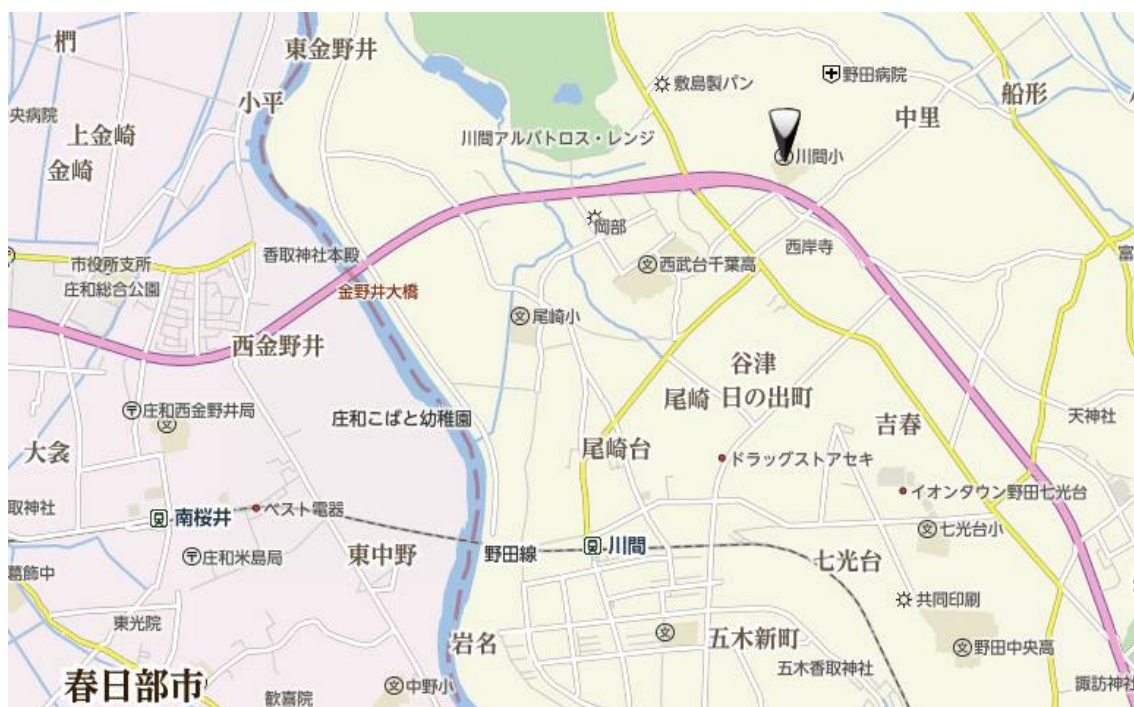 東金野井
椚
小平
央病院
上金崎
金崎
敷島製パン
野田病院
船形
中里
川間アルバトロス・レンジ
川間小
岡部
西岸寺
富
香取神社本殿
市役所支所
庄和総合公園
西武台千葉高
金野井大橋
尾崎小
西金野井
谷津
尾崎
日の出町
庄和西金野井局
庄和こばと幼稚園
天神社
吉春
大衾
尾崎台
ドラッグストアセキ
イオンタウン野田七光台
取神社
南桜井
ベスト電器
七光台小
野田線
川間
東中野
庄和米島局
七光台
葛飾中
共同印刷
東光院
岩名
五木新町
野田中央高
五木香取神社
春日部市
歓喜院
中野小
諏訪神社